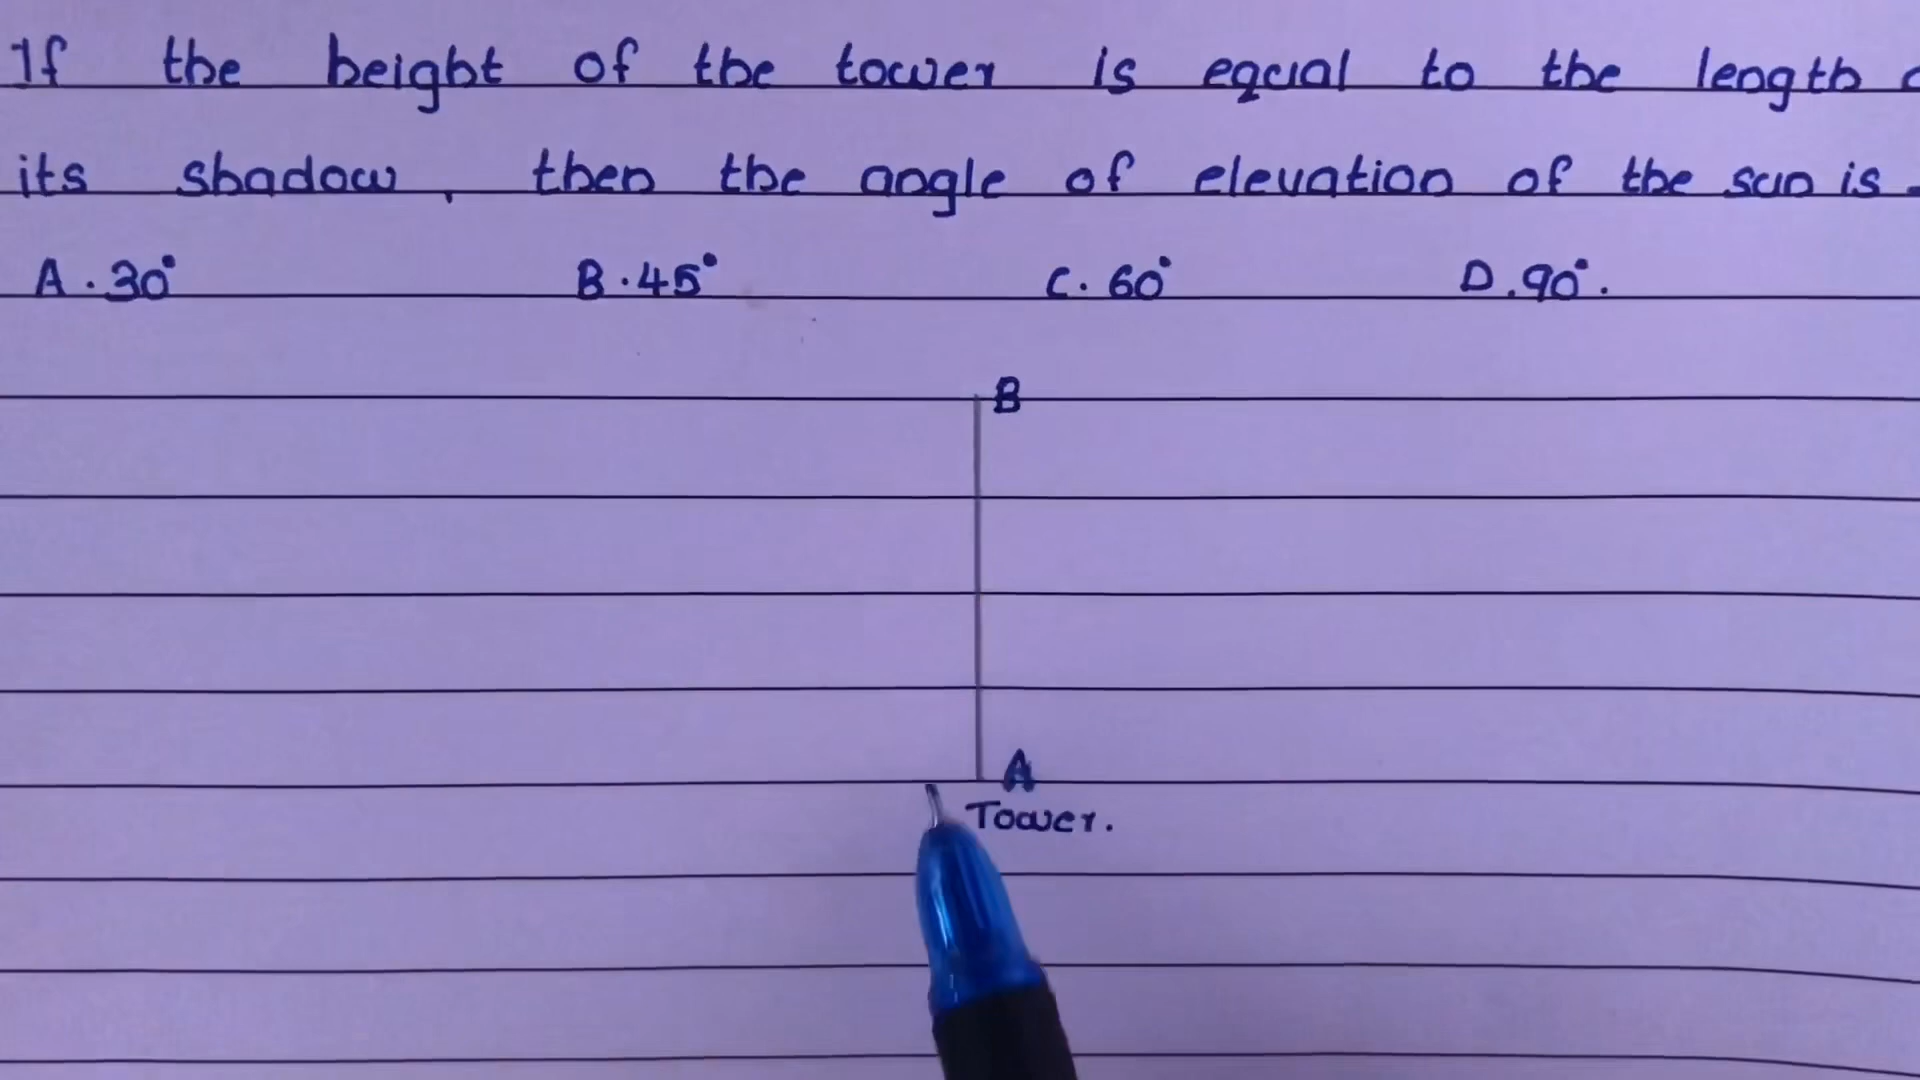 If the height of the tower is equal to the length
its shadow, then the angle of elevation of the sun is
A. 30° B. 45° C. 60° D. 90°.
B
A
Tower.